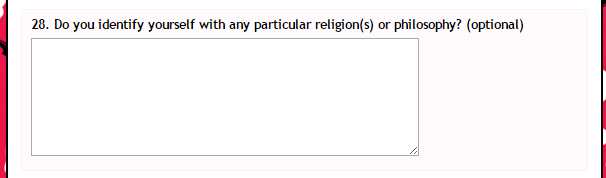 28. Do you identify yourself with any particular religion(s) or philosophy? (optional)